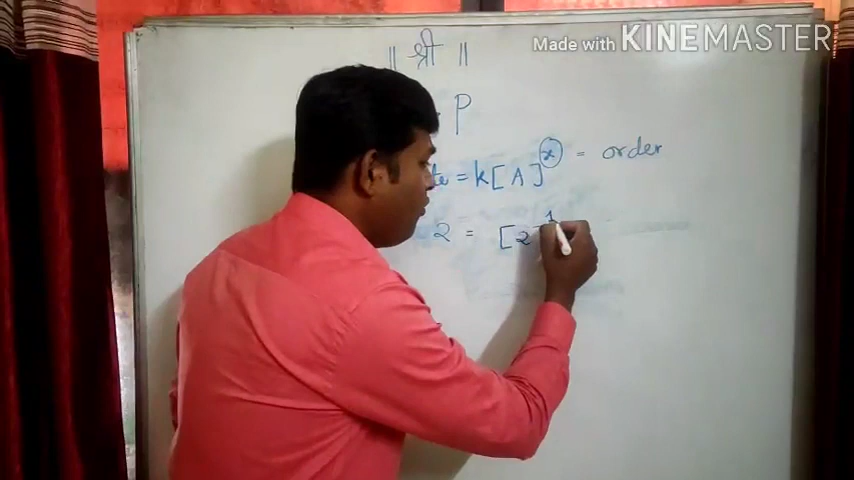 Made with KINEMASTER
|| श्री ||
P
= k[A]ˣ = order
2 = [2]¹